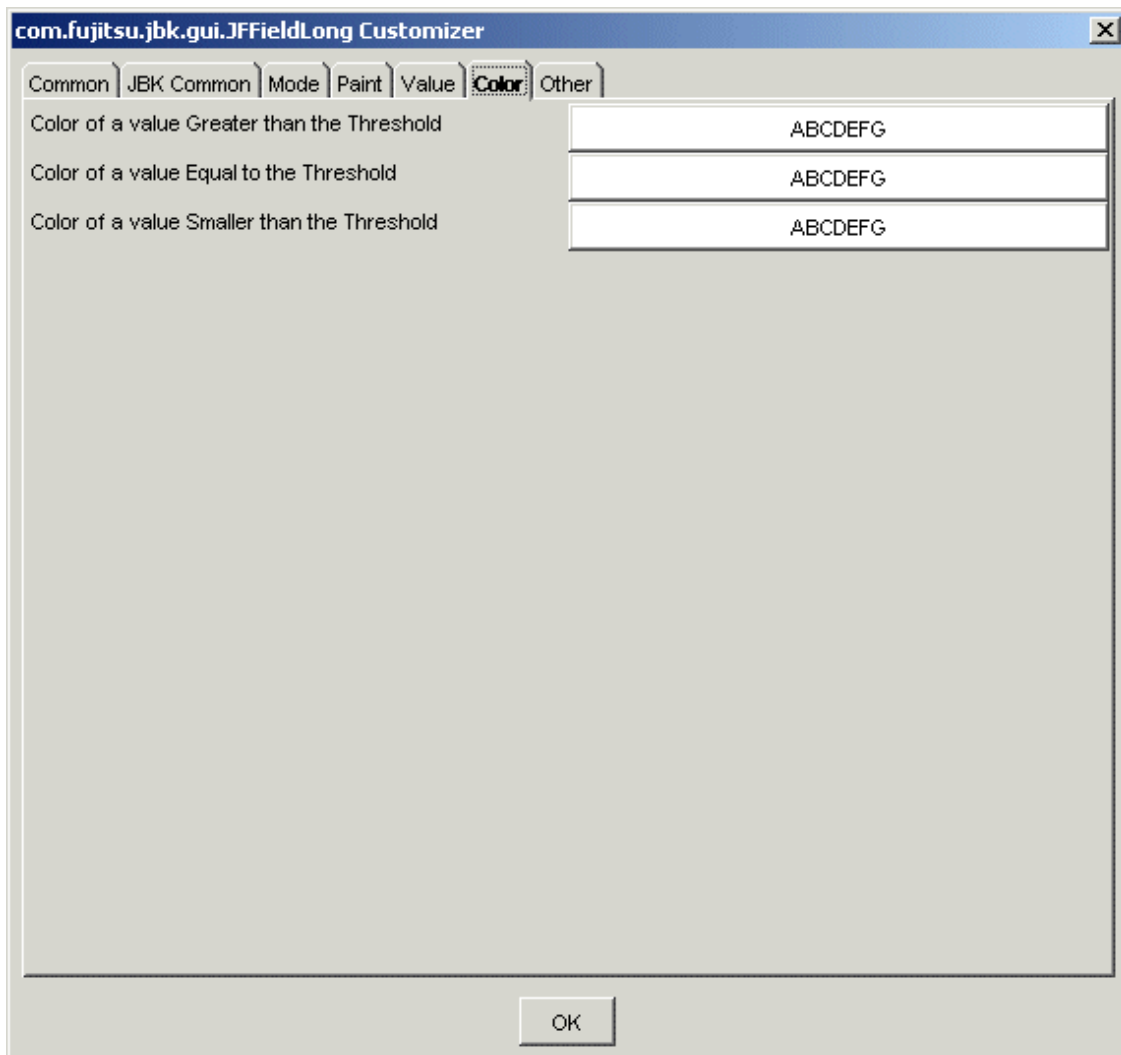 com.fujitsu.jbk.gui.JFFieldLong Customizer
Common JBK Common Mode Paint Value Color Other
Color of a value Greater than the Threshold ABCDEFG
Color of a value Equal to the Threshold ABCDEFG
Color of a value Smaller than the Threshold ABCDEFG
OK